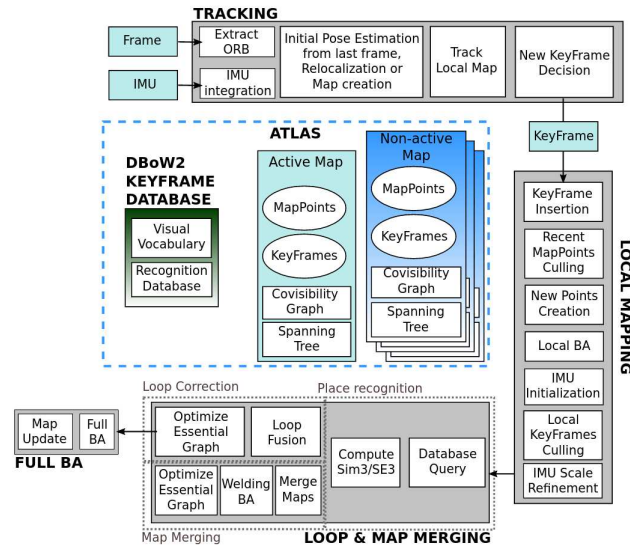 TRACKING
Frame
IMU
Extract
ORB
IMU
integration
Initial Pose Estimation
from last frame,
Relocalization or
Map creation
Track
Local Map
New KeyFrame
Decision
KeyFrame
ATLAS
DBoW2
KEYFRAME
DATABASE
Visual
Vocabulary
Recognition
Database
Active Map
MapPoints
KeyFrames
Covisibility
Graph
Spanning
Tree
Non-active
Map
MapPoints
KeyFrames
Covisibility
Graph
Spanning
Tree
LOCAL MAPPING
KeyFrame
Insertion
Recent
MapPoints
Culling
New Points
Creation
Local BA
IMU
Initialization
Local
KeyFrames
Culling
IMU Scale
Refinement
Loop Correction
Place recognition
Optimize
Essential
Graph
Loop
Fusion
Compute
Sim3/SE3
Database
Query
Map
Update
Full
BA
FULL BA
Optimize
Essential
Graph
Welding
BA
Merge
Maps
Map Merging
LOOP & MAP MERGING